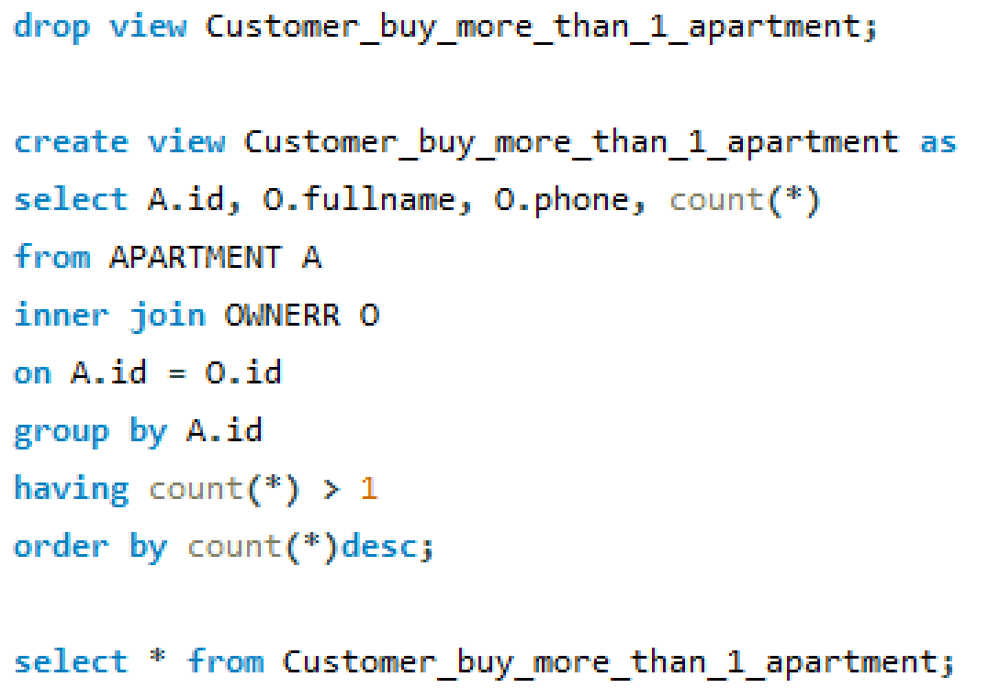 drop view Customer_buy_more_than_1_apartment;
create view Customer_buy_more_than_1_apartment as
select A.id, O.fullname, O.phone, count(*)
from APARTMENT A
inner join OWNERR O
on A.id = O.id
group by A.id
having count(*) > 1
order by count(*)desc;
select * from Customer_buy_more_than_1_apartment;